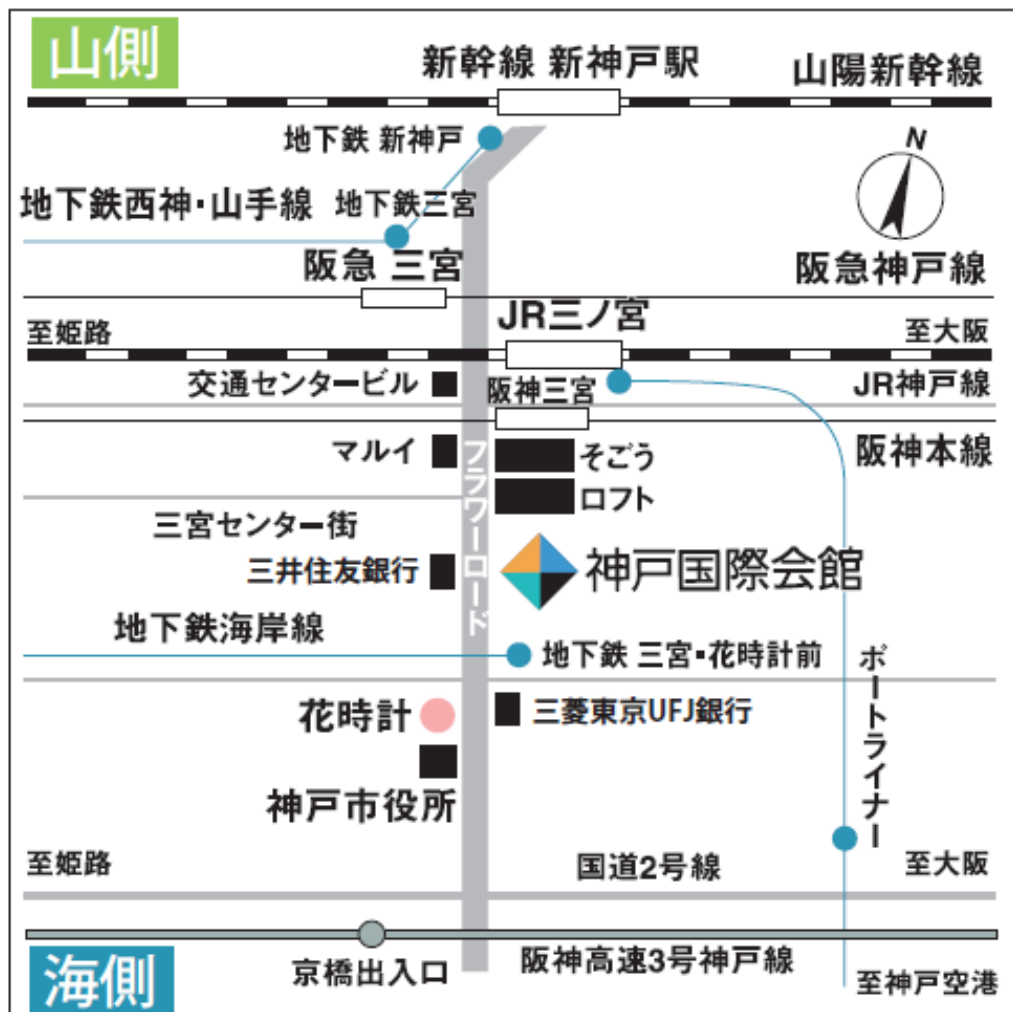 山側
新幹線 新神戸駅
山陽新幹線
地下鉄 新神戸
N
地下鉄西神・山手線
地下鉄三宮
阪急 三宮
阪急神戸線
JR三ノ宮
至姫路
至大阪
交通センタービル
阪神三宮
JR神戸線
マルイ
フラワーロード
そごう
阪神本線
ロフト
三宮センター街
三井住友銀行
神戸国際会館
地下鉄海岸線
地下鉄 三宮・花時計前
ポートライナー
花時計
三菱東京UFJ銀行
神戸市役所
至姫路
国道2号線
至大阪
海側
京橋出入口
阪神高速3号神戸線
至神戸空港